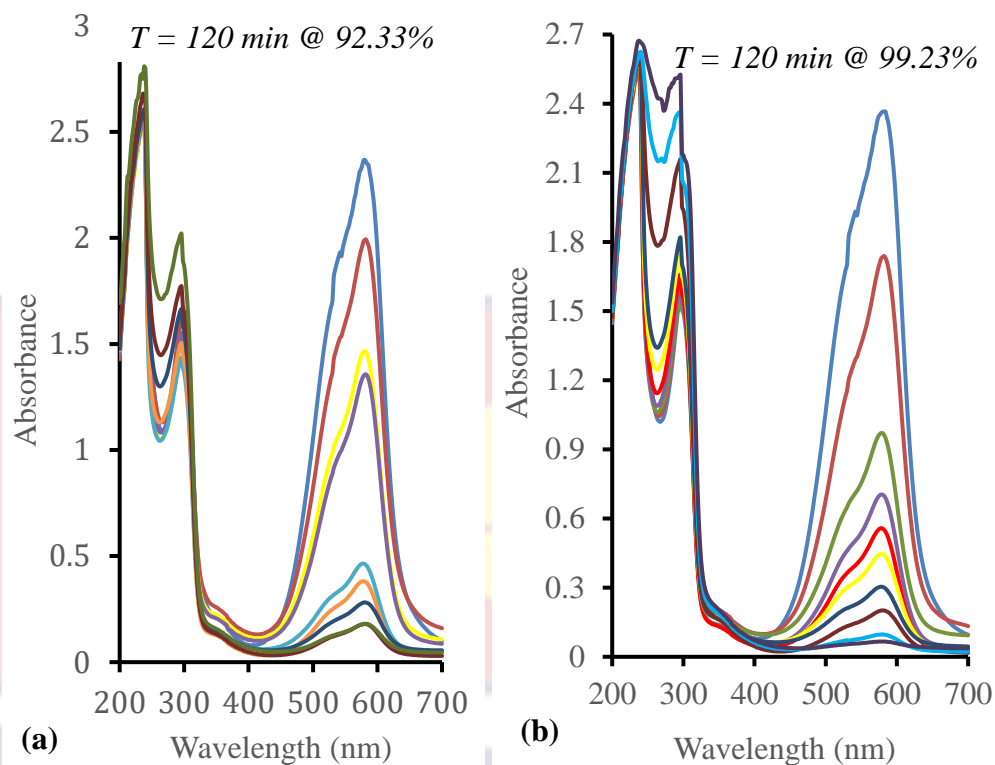 T = 120 min @ 92.33%
3
2.5
2
1.5
1
0.5
0
Absorbance
200 300 400 500 600 700
Wavelength (nm)
(a)
T = 120 min @ 99.23%
2.7
2.4
2.1
1.8
1.5
1.2
0.9
0.6
0.3
0
Absorbance
200 300 400 500 600 700
Wavelength (nm)
(b)